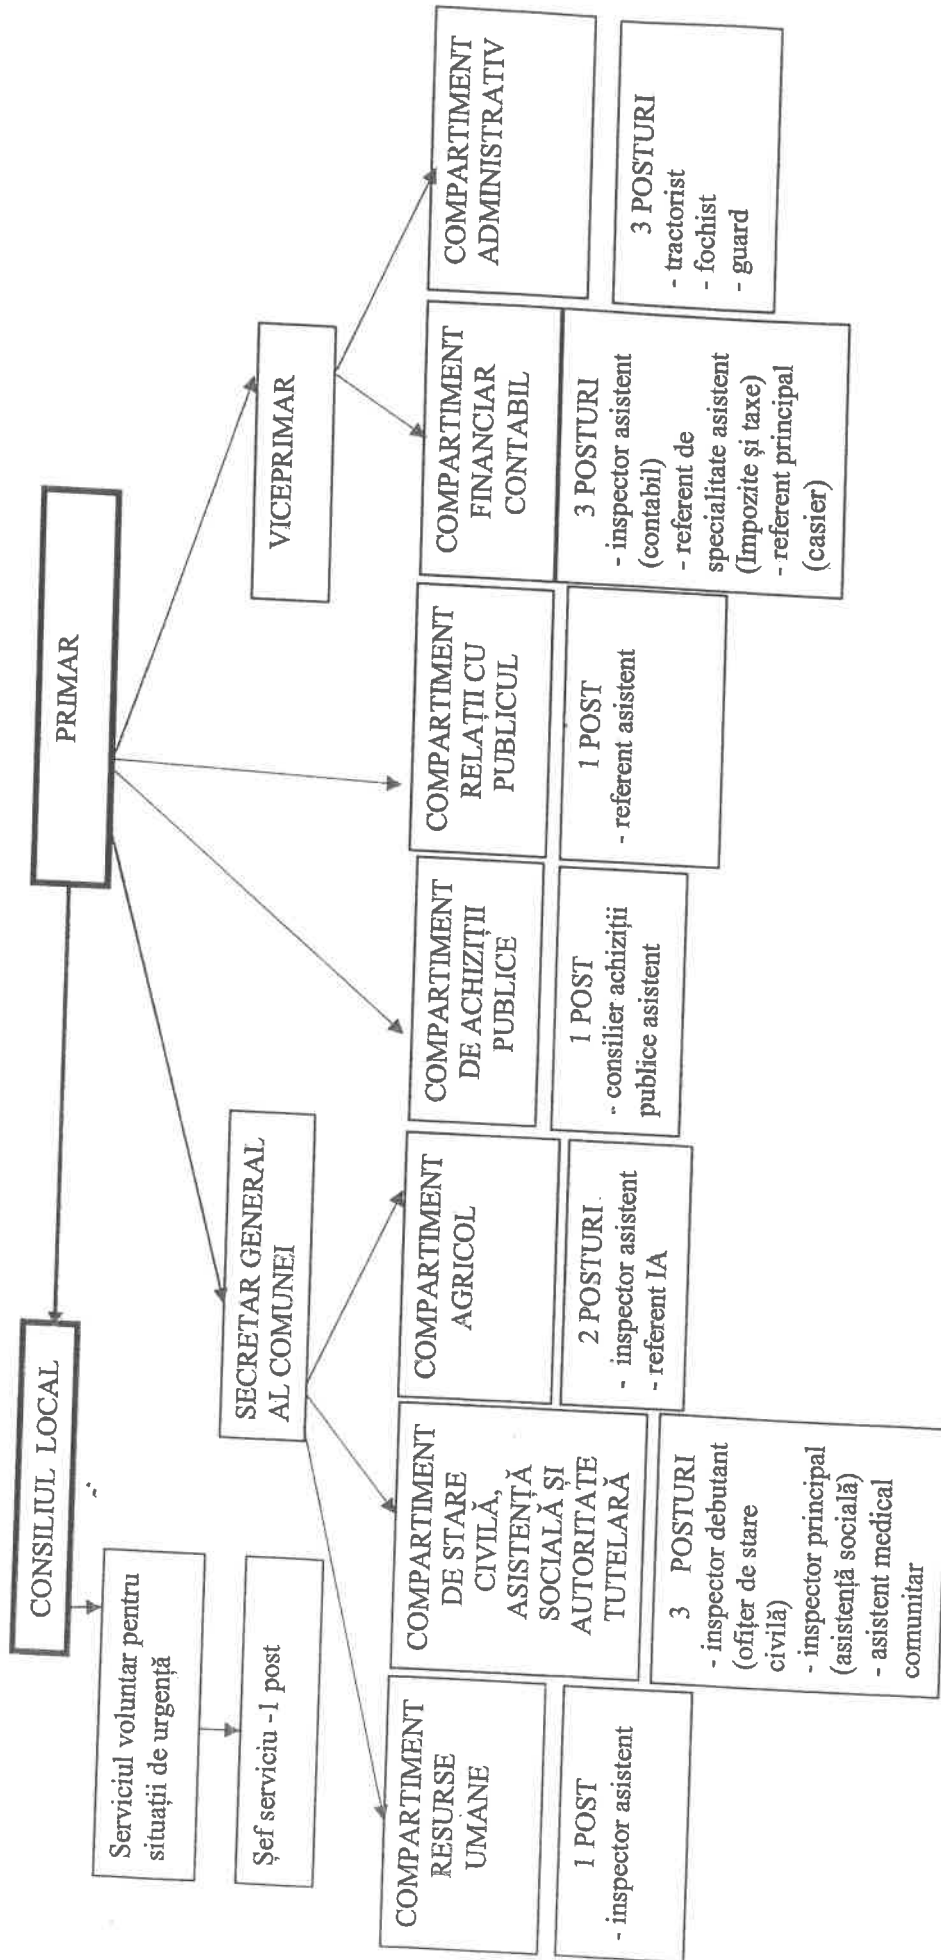 PRIMAR
CONSILIUL LOCAL
Serviciul voluntar pentru
situații de urgență
Șef serviciu -1 post
SECRETAR GENERAL
AL COMUNEI
VICEPRIMAR
COMPARTIMENT
RESURSE
UMANE
1 POST
- inspector asistent
COMPARTIMENT
DE STARE
CIVILĂ,
ASISTENȚĂ
SOCIALĂ ȘI
AUTORITATE
TUTELARĂ
3 POSTURI
- inspector debutant
(ofițer de stare
civilă)
- inspector principal
(asistență socială)
- asistent medical
comunitar
COMPARTIMENT
AGRICOL
2 POSTURI
- inspector asistent
- referent IA
COMPARTIMENT
DE ACHIZIȚII
PUBLICE
1 POST
- consilier achiziții
publice asistent
COMPARTIMENT
RELAȚII CU
PUBLICUL
1 POST
- referent asistent
COMPARTIMENT
FINANCIAR
CONTABIL
3 POSTURI
- inspector asistent
(contabil)
- referent de
specialitate asistent
(Impozite și taxe)
- referent principal
(casier)
COMPARTIMENT
ADMINISTRATIV
3 POSTURI
- tractorist
- fochist
- guard